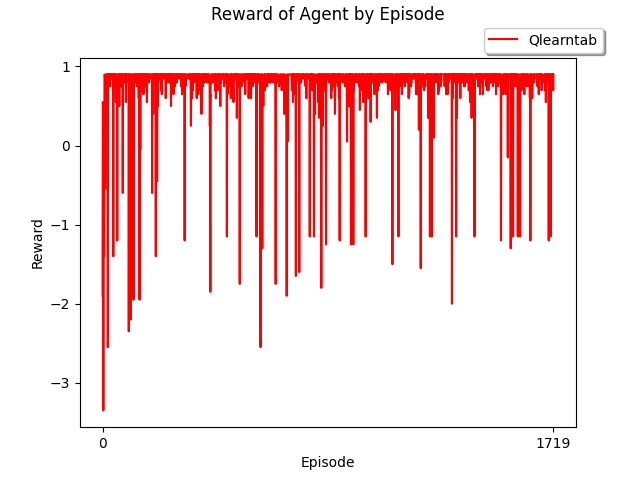 Reward of Agent by Episode
Qlearntab
1
0
−1
−2
−3
Reward
0 1719
Episode